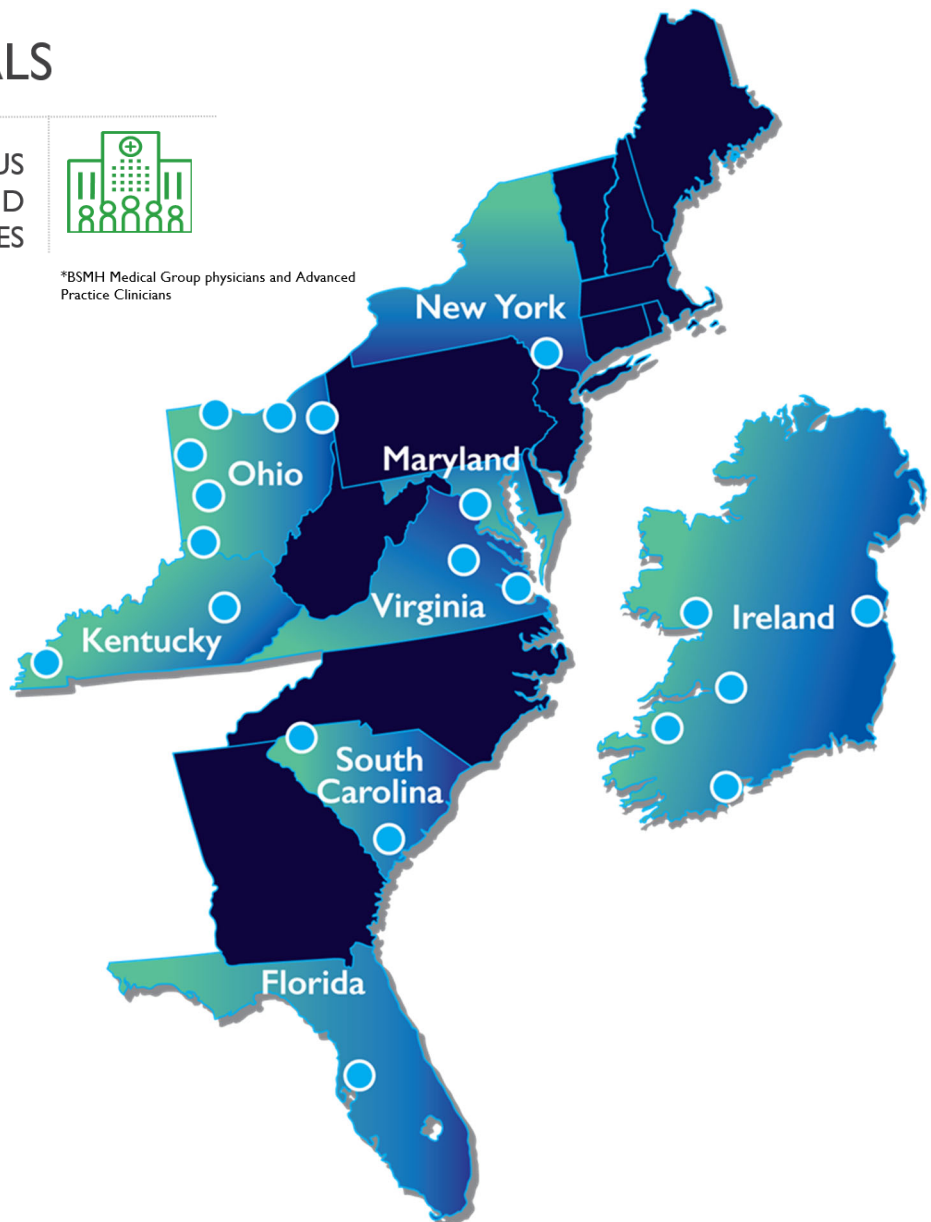 ALS
US
D
ES
*BSMH Medical Group physicians and Advanced
Practice Clinicians
New York
Maryland
Ohio
Virginia
Ireland
Kentucky
South
Carolina
Florida